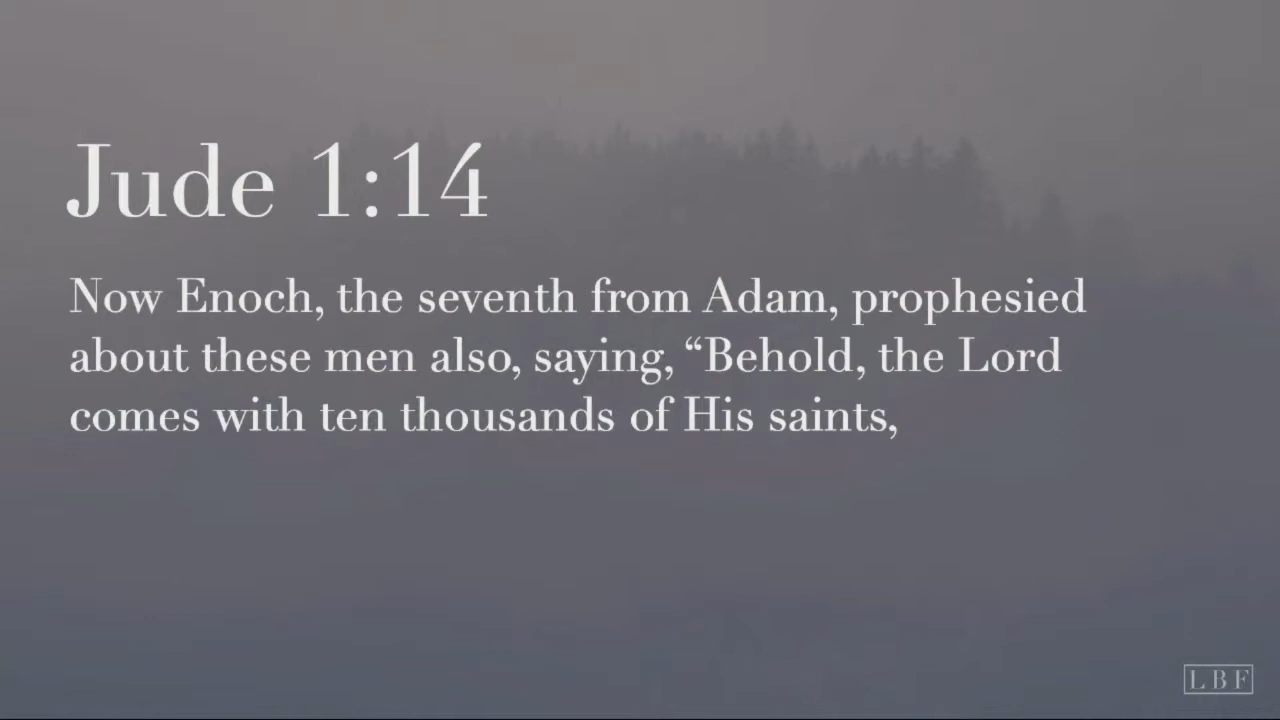 Jude 1:14
Now Enoch, the seventh from Adam, prophesied
about these men also, saying, “Behold, the Lord
comes with ten thousands of His saints,
LBF